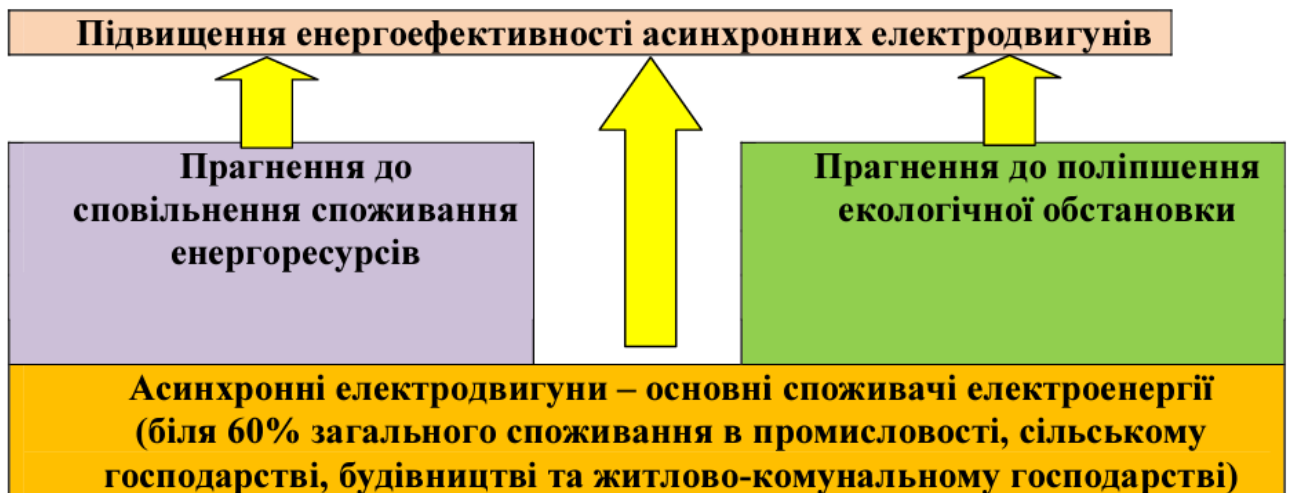 Підвищення енергоефективності асинхронних електродвигунів
Прагнення до
сповільнення споживання
енергоресурсів
Прагнення до поліпшення
екологічної обстановки
Асинхронні електродвигуни – основні споживачі електроенергії
(біля 60% загального споживання в промисловості, сільському
господарстві, будівництві та житлово-комунальному господарстві)